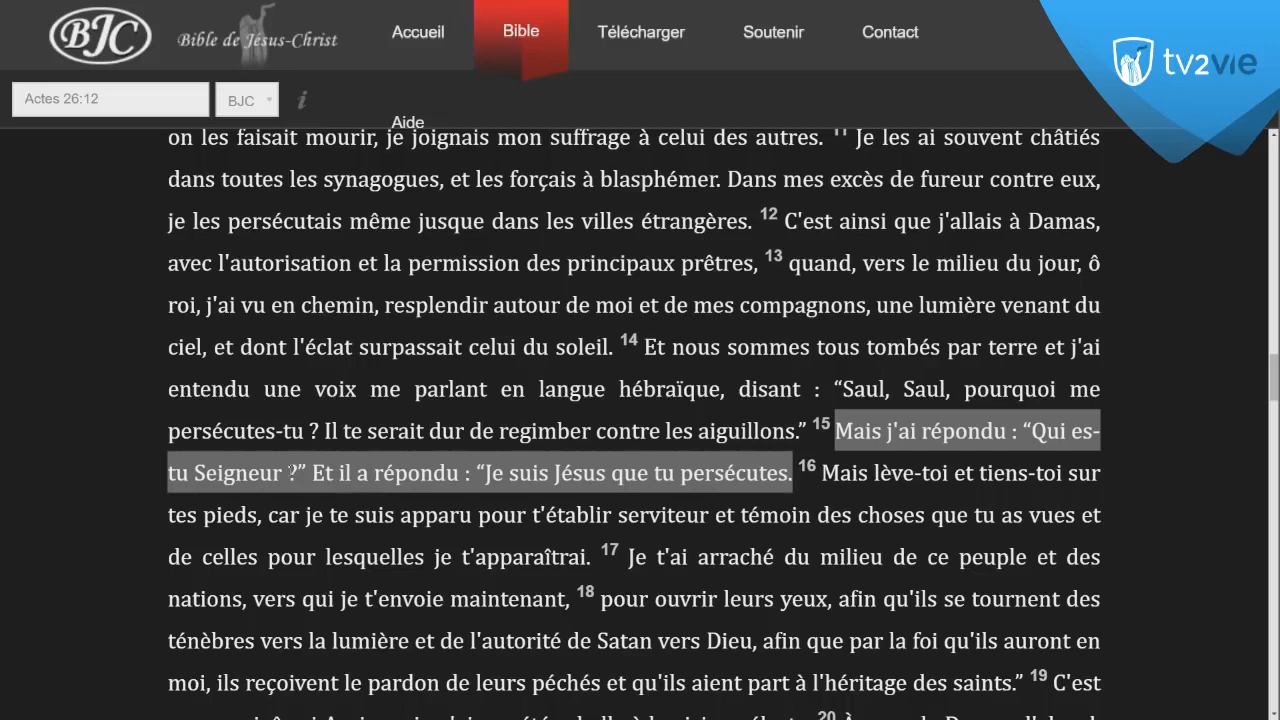 BJC
Bible de Jésus-Christ
Accueil
Bible
Télécharger
Soutenir
Contact
tv2vie
Actes 26:12
BJC
i
Aide
on les faisait mourir, je joignais mon suffrage à celui des autres. 11 Je les ai souvent châtiés
dans toutes les synagogues, et les forçais à blasphémer. Dans mes excès de fureur contre eux,
je les persécutais même jusque dans les villes étrangères. 12 C'est ainsi que j'allais à Damas,
avec l'autorisation et la permission des principaux prêtres, 13 quand, vers le milieu du jour, ô
roi, j'ai vu en chemin, resplendir autour de moi et de mes compagnons, une lumière venant du
ciel, et dont l'éclat surpassait celui du soleil. 14 Et nous sommes tous tombés par terre et j'ai
entendu une voix me parlant en langue hébraïque, disant : “Saul, Saul, pourquoi me
persécutes-tu ? Il te serait dur de regimber contre les aiguillons.” 15 Mais j'ai répondu : “Qui es-
tu Seigneur ?” Et il a répondu : “Je suis Jésus que tu persécutes. 16 Mais lève-toi et tiens-toi sur
tes pieds, car je te suis apparu pour t'établir serviteur et témoin des choses que tu as vues et
de celles pour lesquelles je t'apparaîtrai. 17 Je t'ai arraché du milieu de ce peuple et des
nations, vers qui je t'envoie maintenant, 18 pour ouvrir leurs yeux, afin qu'ils se tournent des
ténèbres vers la lumière et de l'autorité de Satan vers Dieu, afin que par la foi qu'ils auront en
moi, ils reçoivent le pardon de leurs péchés et qu'ils aient part à l'héritage des saints.” 19 C'est
20 À